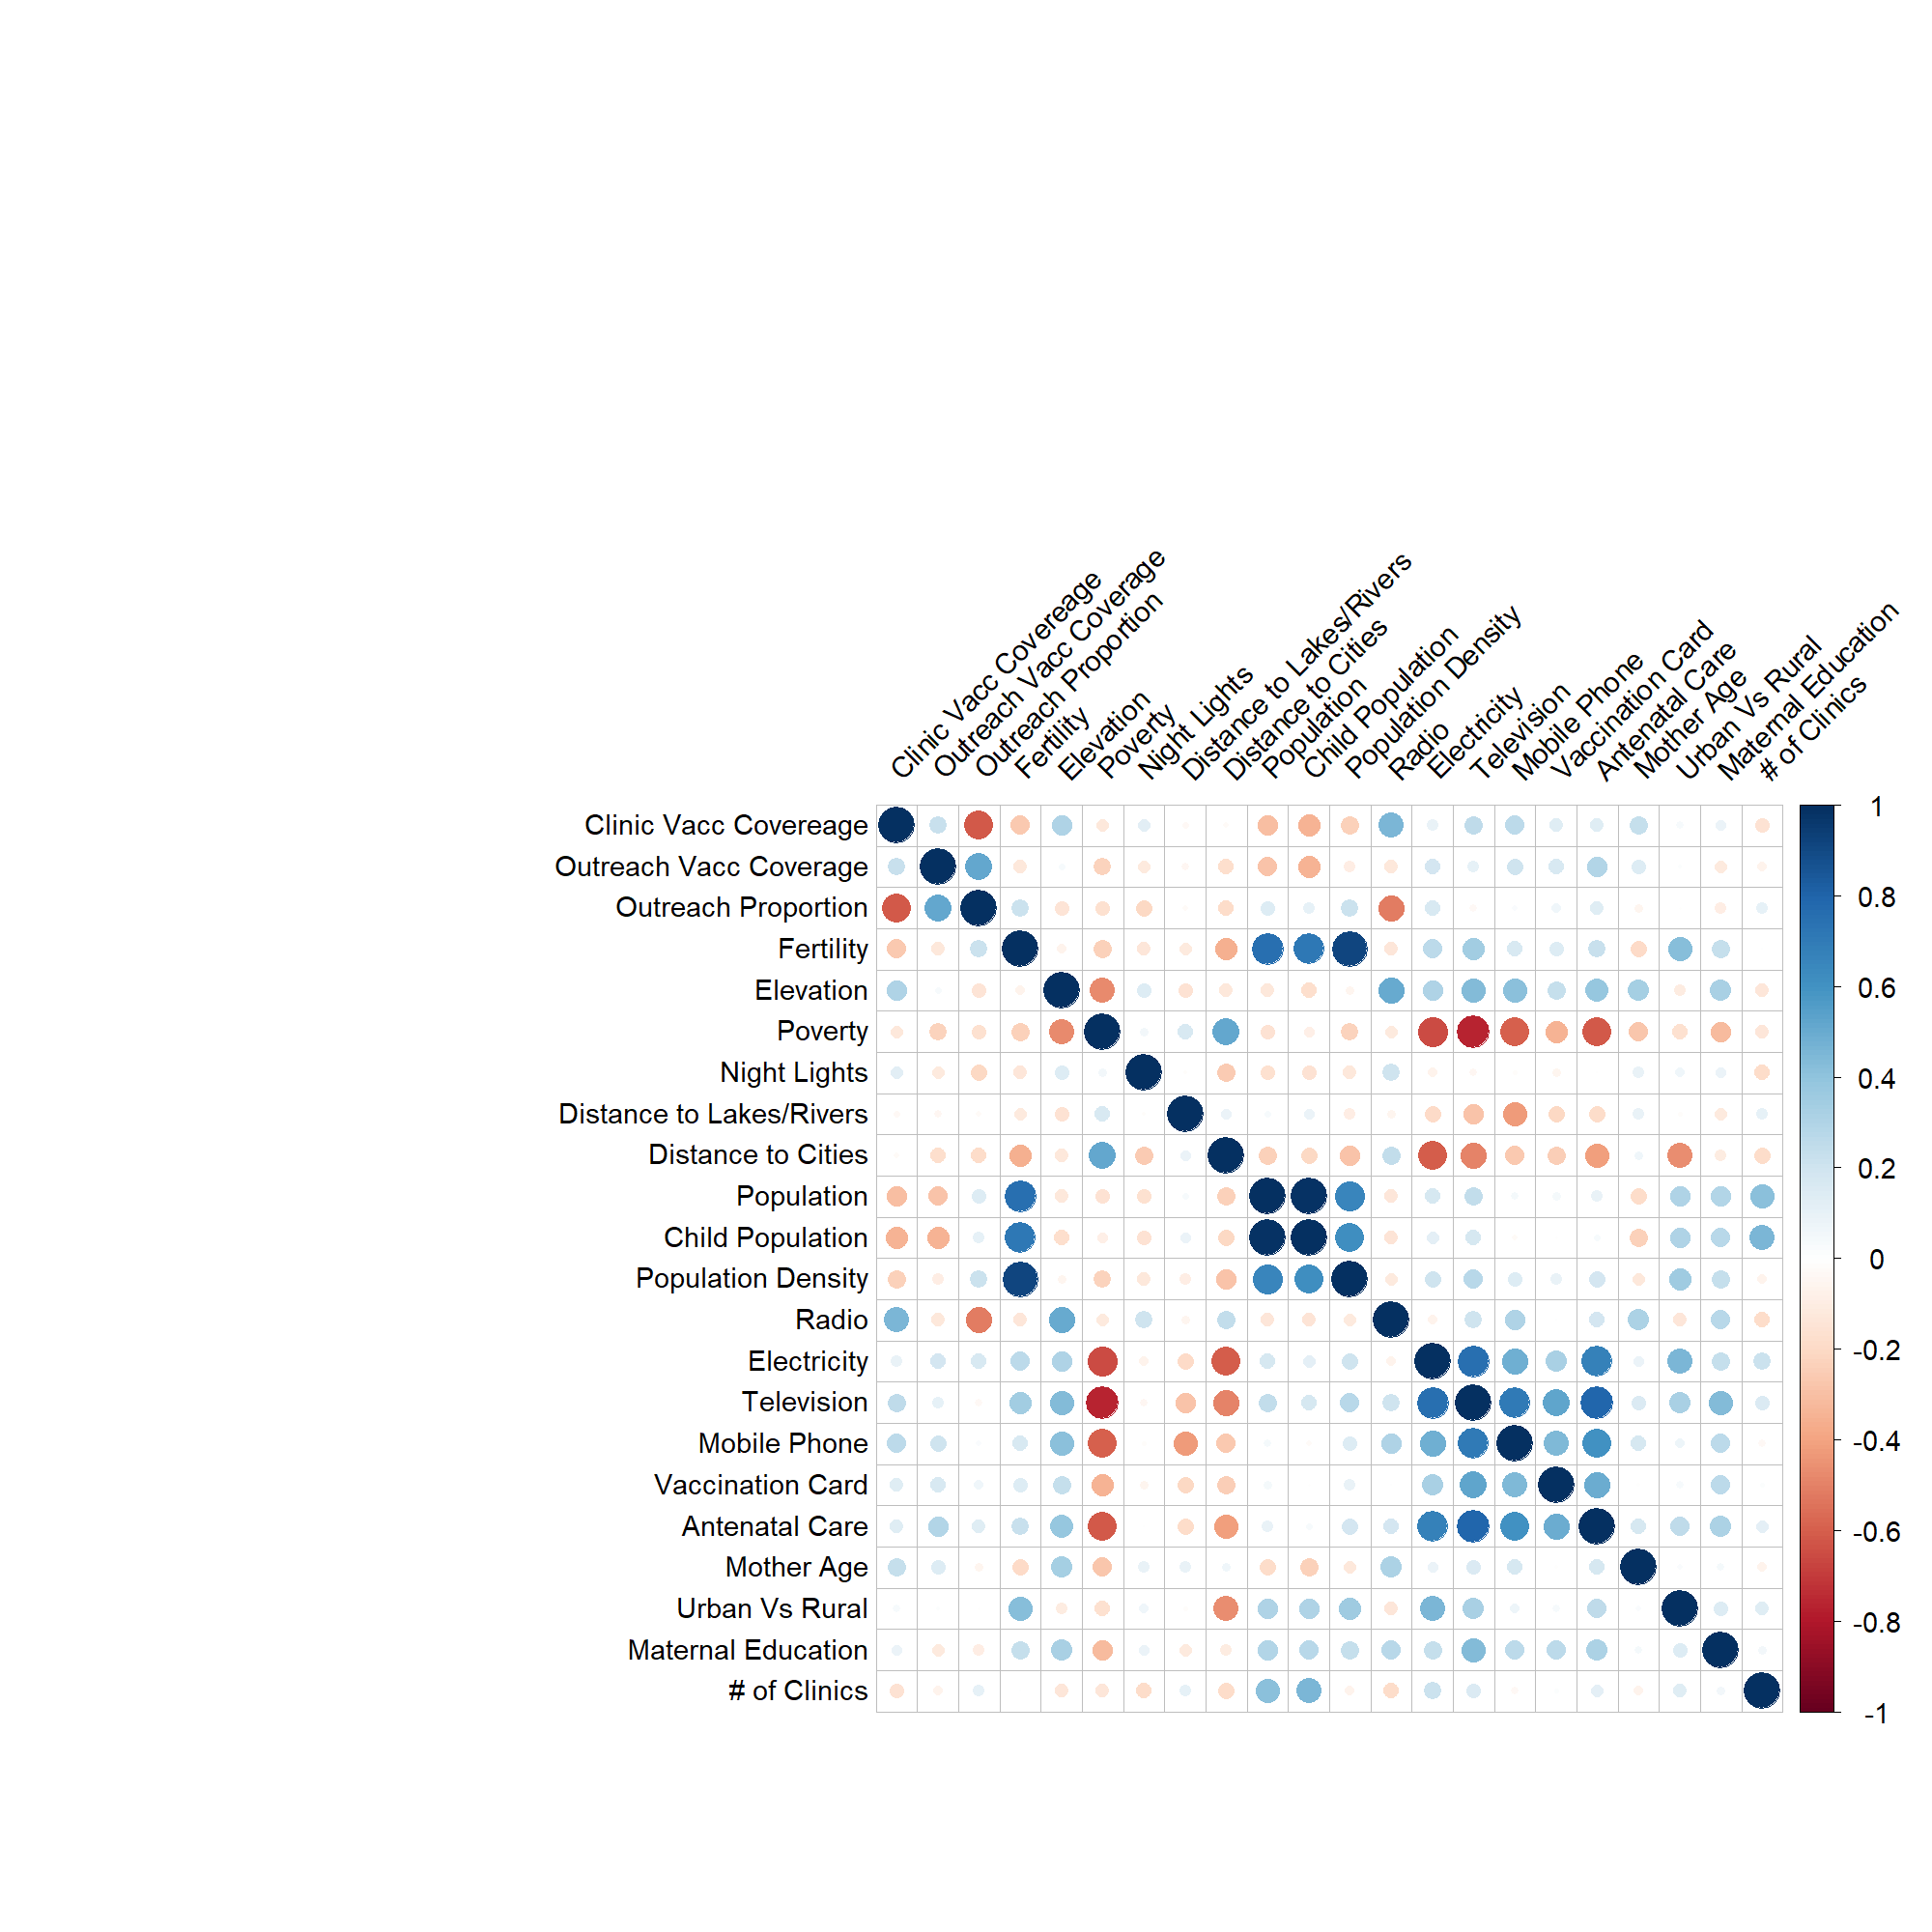 Clinic Vacc Covereage
Outreach Vacc Coverage
Outreach Proportion
Fertility
Elevation
Poverty
Night Lights
Distance to Lakes/Rivers
Distance to Cities
Population
Child Population
Population Density
Radio
Electricity
Television
Mobile Phone
Vaccination Card
Antenatal Care
Mother Age
Urban Vs Rural
Maternal Education
# of Clinics
Clinic Vacc Covereage
Outreach Vacc Coverage
Outreach Proportion
Fertility
Elevation
Poverty
Night Lights
Distance to Lakes/Rivers
Distance to Cities
Population
Child Population
Population Density
Radio
Electricity
Television
Mobile Phone
Vaccination Card
Antenatal Care
Mother Age
Urban Vs Rural
Maternal Education
# of Clinics
1
0.8
0.6
0.4
0.2
0
-0.2
-0.4
-0.6
-0.8
-1